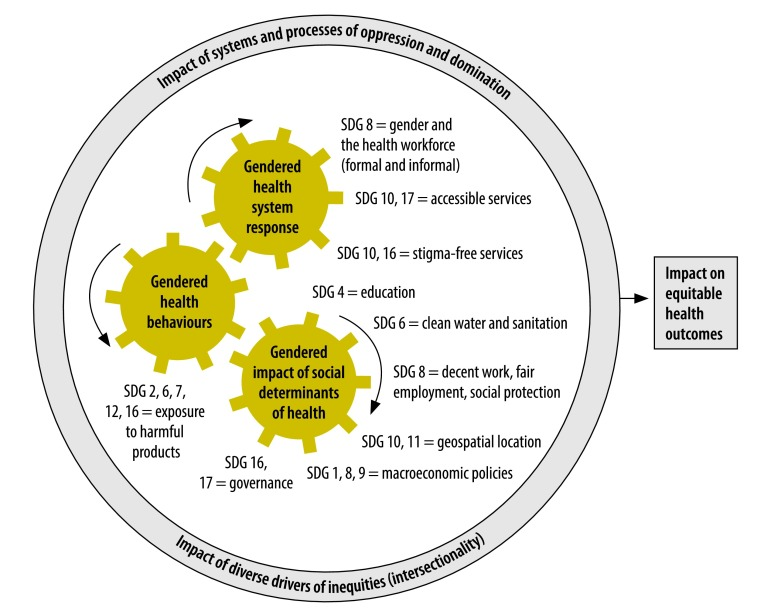 Impact of systems and processes of oppression and domination
Gendered
health
system
response
SDG 8 = gender and
the health workforce
(formal and informal)
SDG 10, 17 = accessible services
SDG 10, 16 = stigma-free services
Gendered
health
behaviours
SDG 2, 6, 7,
12, 16 = exposure
to harmful
products
Gendered
impact of social
determinants
of health
SDG 4 = education
SDG 6 = clean water and sanitation
SDG 8 = decent work, fair
employment, social protection
SDG 10, 11 = geospatial location
SDG 1, 8, 9 = macroeconomic policies
SDG 16,
17 = governance
Impact of diverse drivers of inequities (intersectionality)
Impact on
equitable
health
outcomes